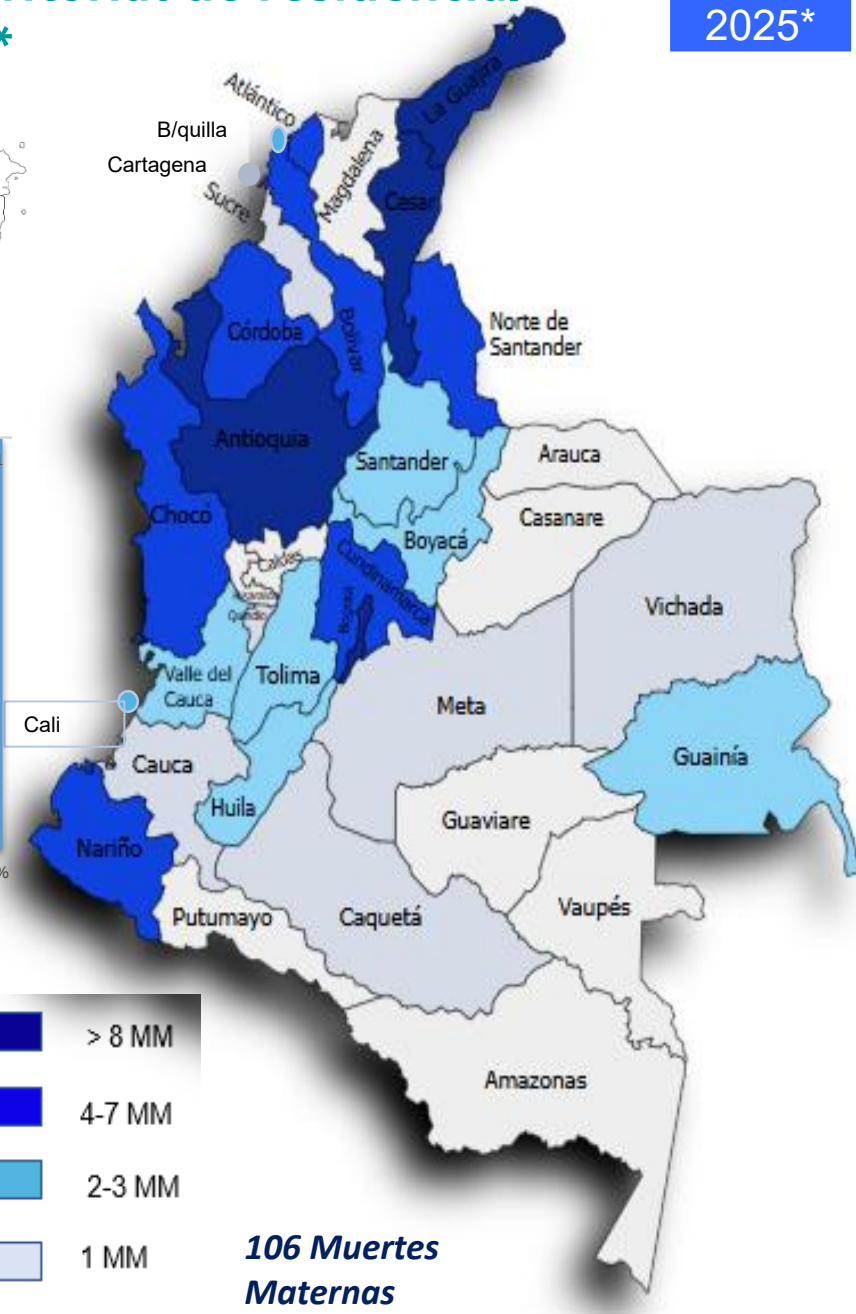 2025*
*
Atlántico
B/quilla
Cartagena
Sucre
Magdalena
La Guajira
Cesar
Norte de
Santander
Córdoba
Bolívar
Antioquia
Santander
Arauca
Chocó
Boyacá
Casanare
Caldas
Cundinamarca
Bogotá
Quindío
Vichada
Valle del
Cauca
Tolima
Meta
Cali
Cauca
Huila
Guainía
Guaviare
Nariño
Putumayo
Caquetá
Vaupés
%
Amazonas
> 8 MM
4-7 MM
2-3 MM
1 MM
106 Muertes
Maternas